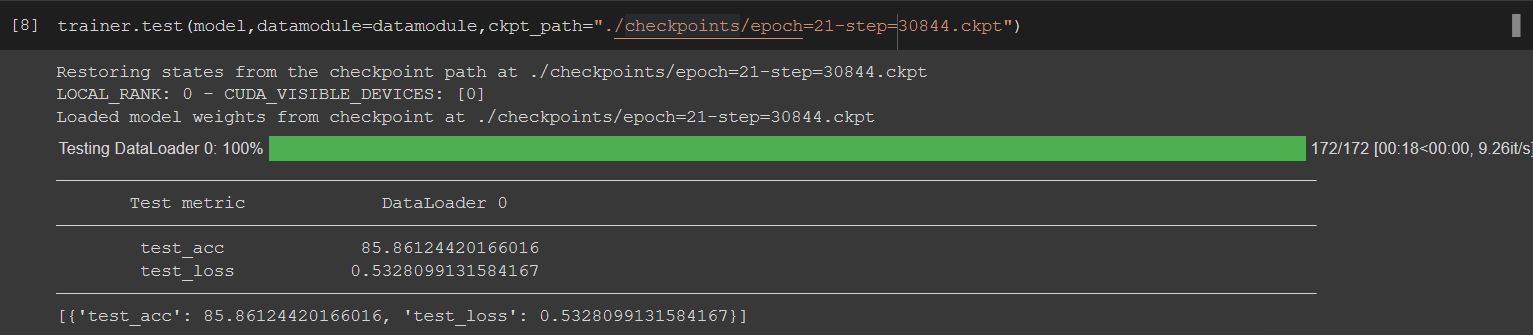 [8] trainer.test(model,datamodule=datamodule,ckpt_path="./checkpoints/epoch=21-step=30844.ckpt")
Restoring states from the checkpoint path at ./checkpoints/epoch=21-step=30844.ckpt
LOCAL_RANK: 0 - CUDA_VISIBLE_DEVICES: [0]
Loaded model weights from checkpoint at ./checkpoints/epoch=21-step=30844.ckpt
Testing DataLoader 0: 100% 172/172 [00:18<00:00, 9.26it/s]
Test metric DataLoader 0
test_acc 85.86124420166016
test_loss 0.5328099131584167
[{'test_acc': 85.86124420166016, 'test_loss': 0.5328099131584167}]